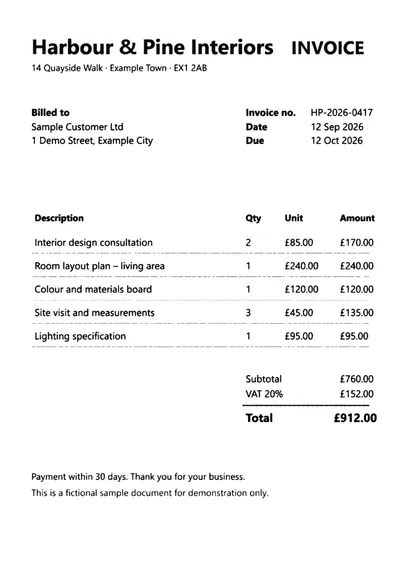 Harbour & Pine Interiors INVOICE
14 Quayside Walk · Example Town · EX1 2AB
Billed to Invoice no. HP-2026-0417
Sample Customer Ltd Date 12 Sep 2026
1 Demo Street, Example City Due 12 Oct 2026
Description Qty Unit Amount
Interior design consultation 2 £85.00 £170.00
Room layout plan – living area 1 £240.00 £240.00
Colour and materials board 1 £120.00 £120.00
Site visit and measurements 3 £45.00 £135.00
Lighting specification 1 £95.00 £95.00
Subtotal £760.00
VAT 20% £152.00
Total £912.00
Payment within 30 days. Thank you for your business.
This is a fictional sample document for demonstration only.